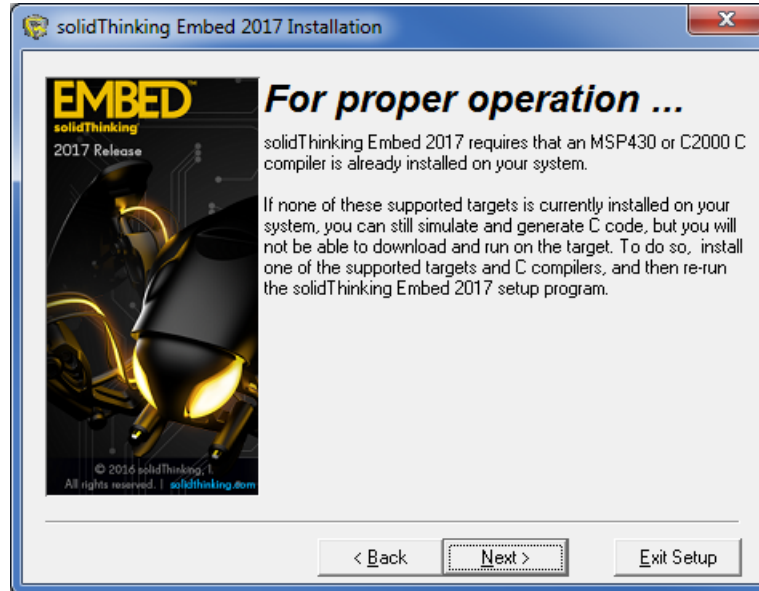 solidThinking Embed 2017 Installation
EMBED™
solidThinking
2017 Release
© 2016 solidThinking, I.
All rights reserved. | solidthinking.com
For proper operation ...
solidThinking Embed 2017 requires that an MSP430 or C2000 C
compiler is already installed on your system.
If none of these supported targets is currently installed on your
system, you can still simulate and generate C code, but you will
not be able to download and run on the target. To do so, install
one of the supported targets and C compilers, and then re-run
the solidThinking Embed 2017 setup program.
< Back
Next >
Exit Setup